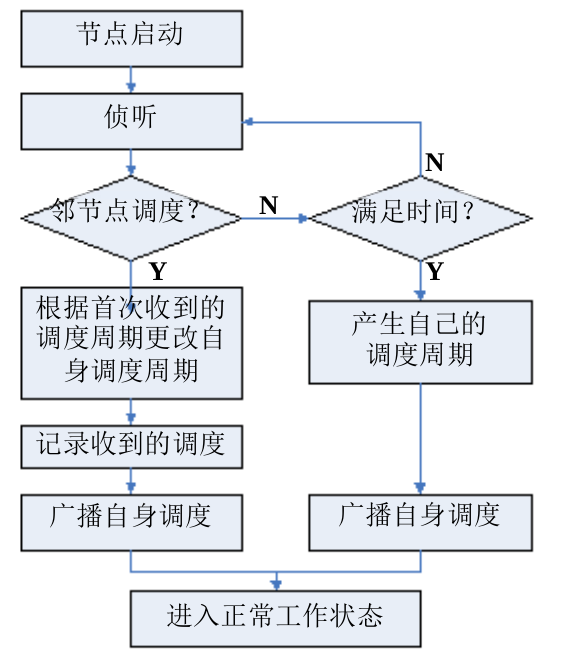 节点启动
侦听
N
邻节点调度？
N
满足时间？
Y
Y
根据首次收到的
调度周期更改自
身调度周期
产生自己的
调度周期
记录收到的调度
广播自身调度
广播自身调度
进入正常工作状态